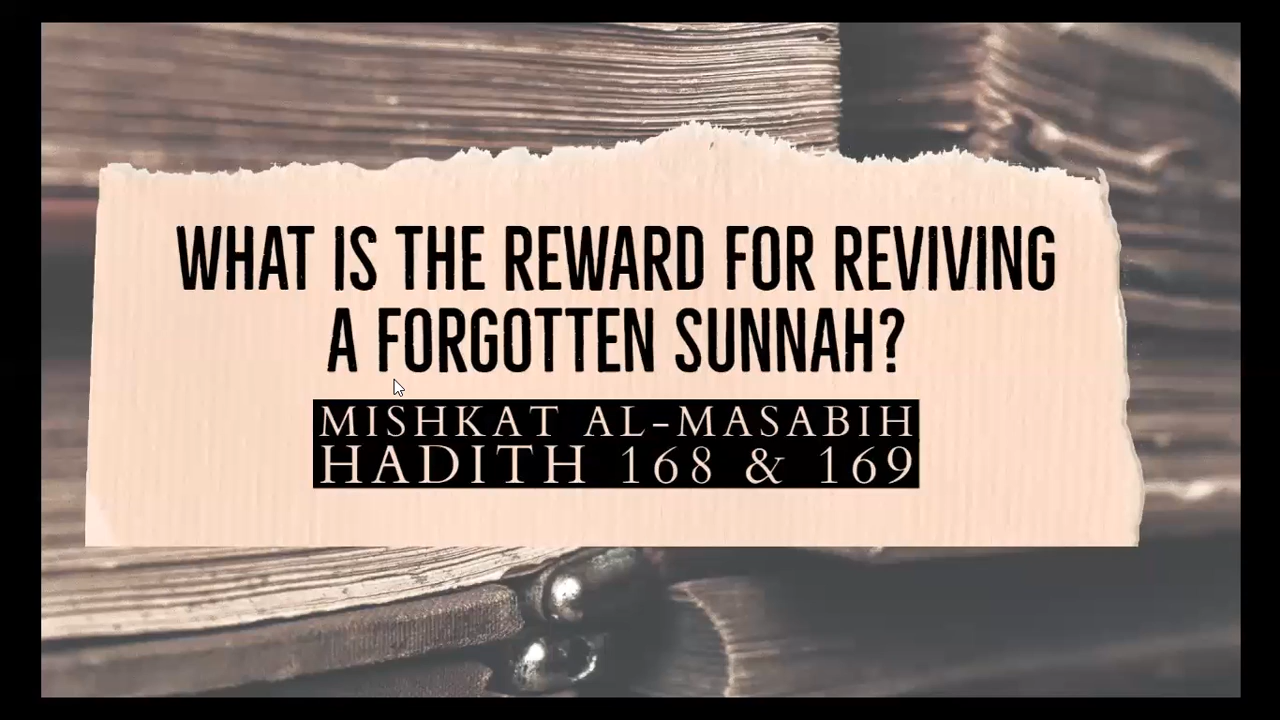 WHAT IS THE REWARD FOR REVIVING
A FORGOTTEN SUNNAH?
MISHKAT AL-MASABIH
HADITH 168 & 169